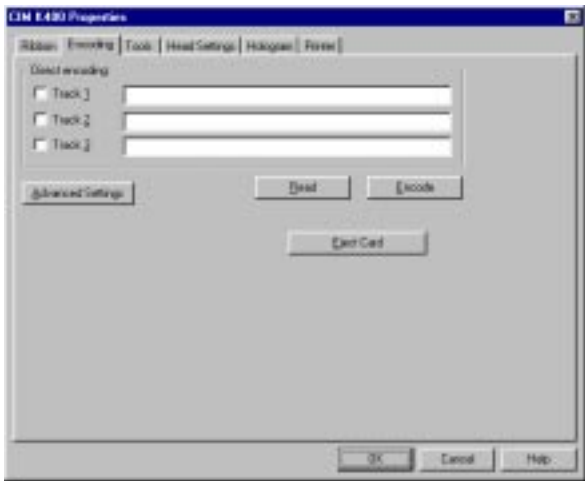 CIM K400 Properties
Ribbon Encoding Tools Head Settings Hologram Printer
Direct encoding
Track 1
Track 2
Track 3
Advanced Settings Read Encode
Eject Card
OK Cancel Help